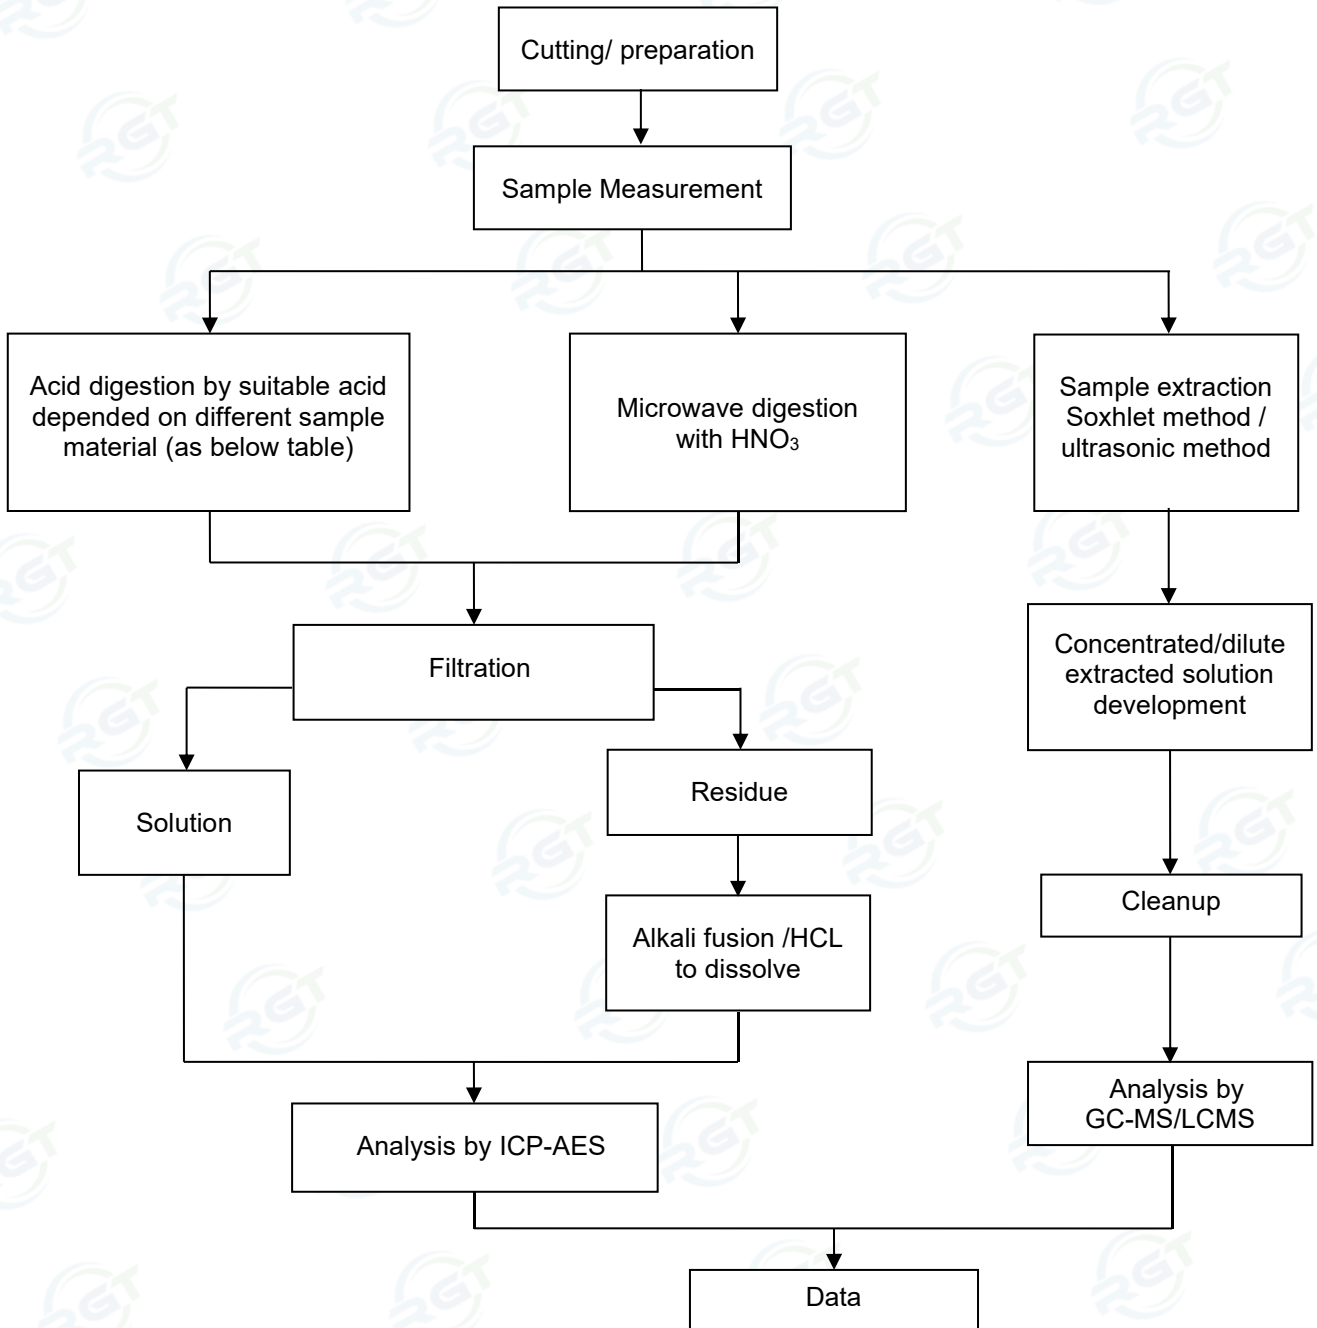 Cutting/ preparation
Sample Measurement
Acid digestion by suitable acid
depended on different sample
material (as below table)
Microwave digestion
with HNO₃
Sample extraction
Soxhlet method /
ultrasonic method
Filtration
Concentrated/dilute
extracted solution
development
Solution
Residue
Cleanup
Alkali fusion /HCL
to dissolve
Analysis by ICP-AES
Analysis by
GC-MS/LCMS
Data
RGT